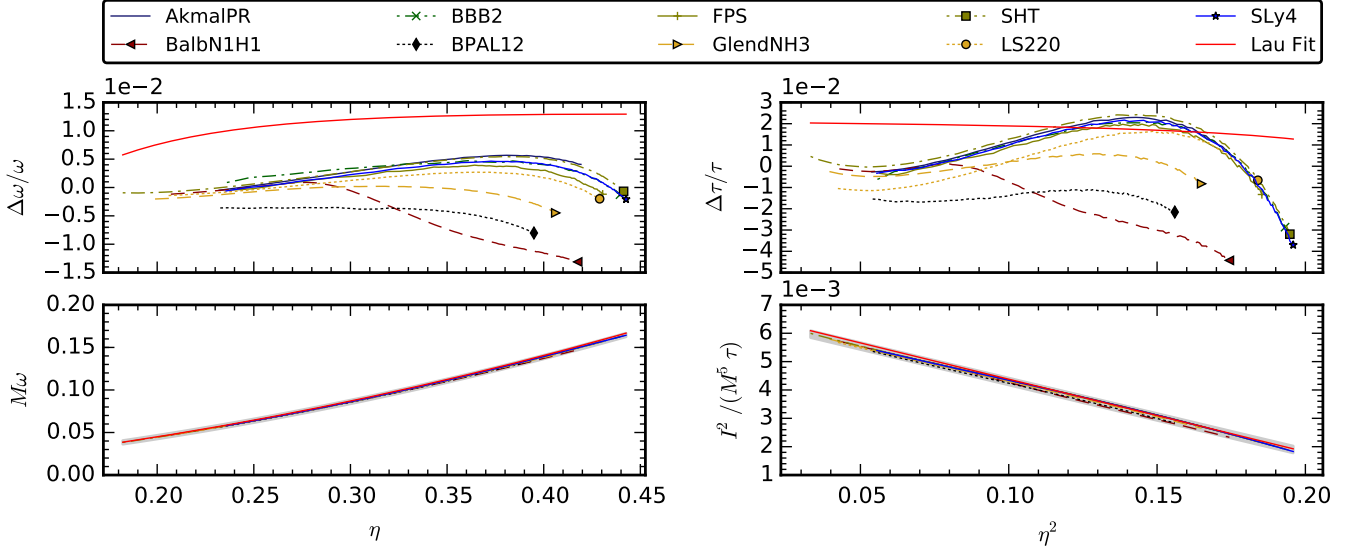 AkmalPR BBB2 FPS SHT SLy4
BalbN1H1 BPAL12 GlendNH3 LS220 Lau Fit
1e−2
1.5
1.0
0.5
0.0
−0.5
−1.0
−1.5
Δω/ω
1e−2
3
2
1
0
−1
−2
−3
−4
−5
Δτ/τ
0.20
0.15
0.10
0.05
0.00
Mω
0.20 0.25 0.30 0.35 0.40 0.45
η
1e−3
7
6
5
4
3
2
1
I² /(M⁵ τ)
0.05 0.10 0.15 0.20
η²